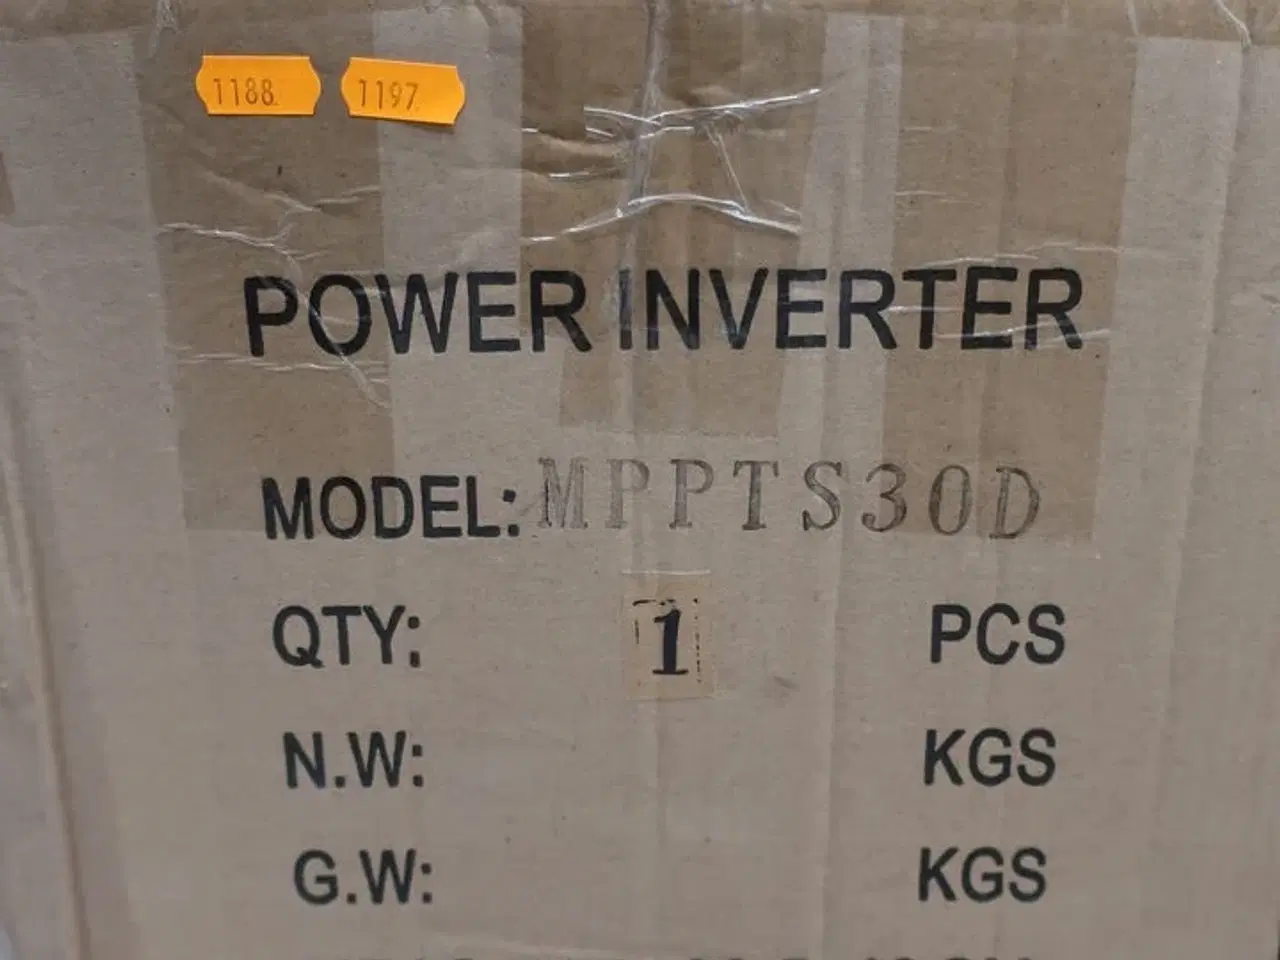 1188 1197
POWER INVERTER
MODEL: MPPTS30D
QTY: 1 PCS
N.W: KGS
G.W: KGS